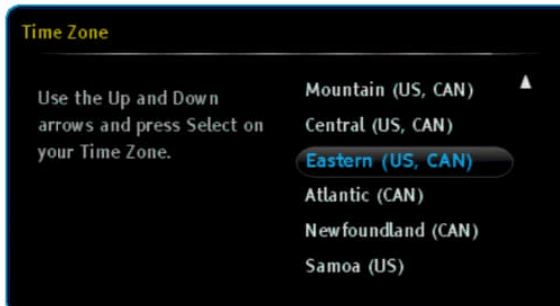 Time Zone
Use the Up and Down
arrows and press Select on
your Time Zone.
Mountain (US, CAN)
Central (US, CAN)
Eastern (US, CAN)
Atlantic (CAN)
Newfoundland (CAN)
Samoa (US)